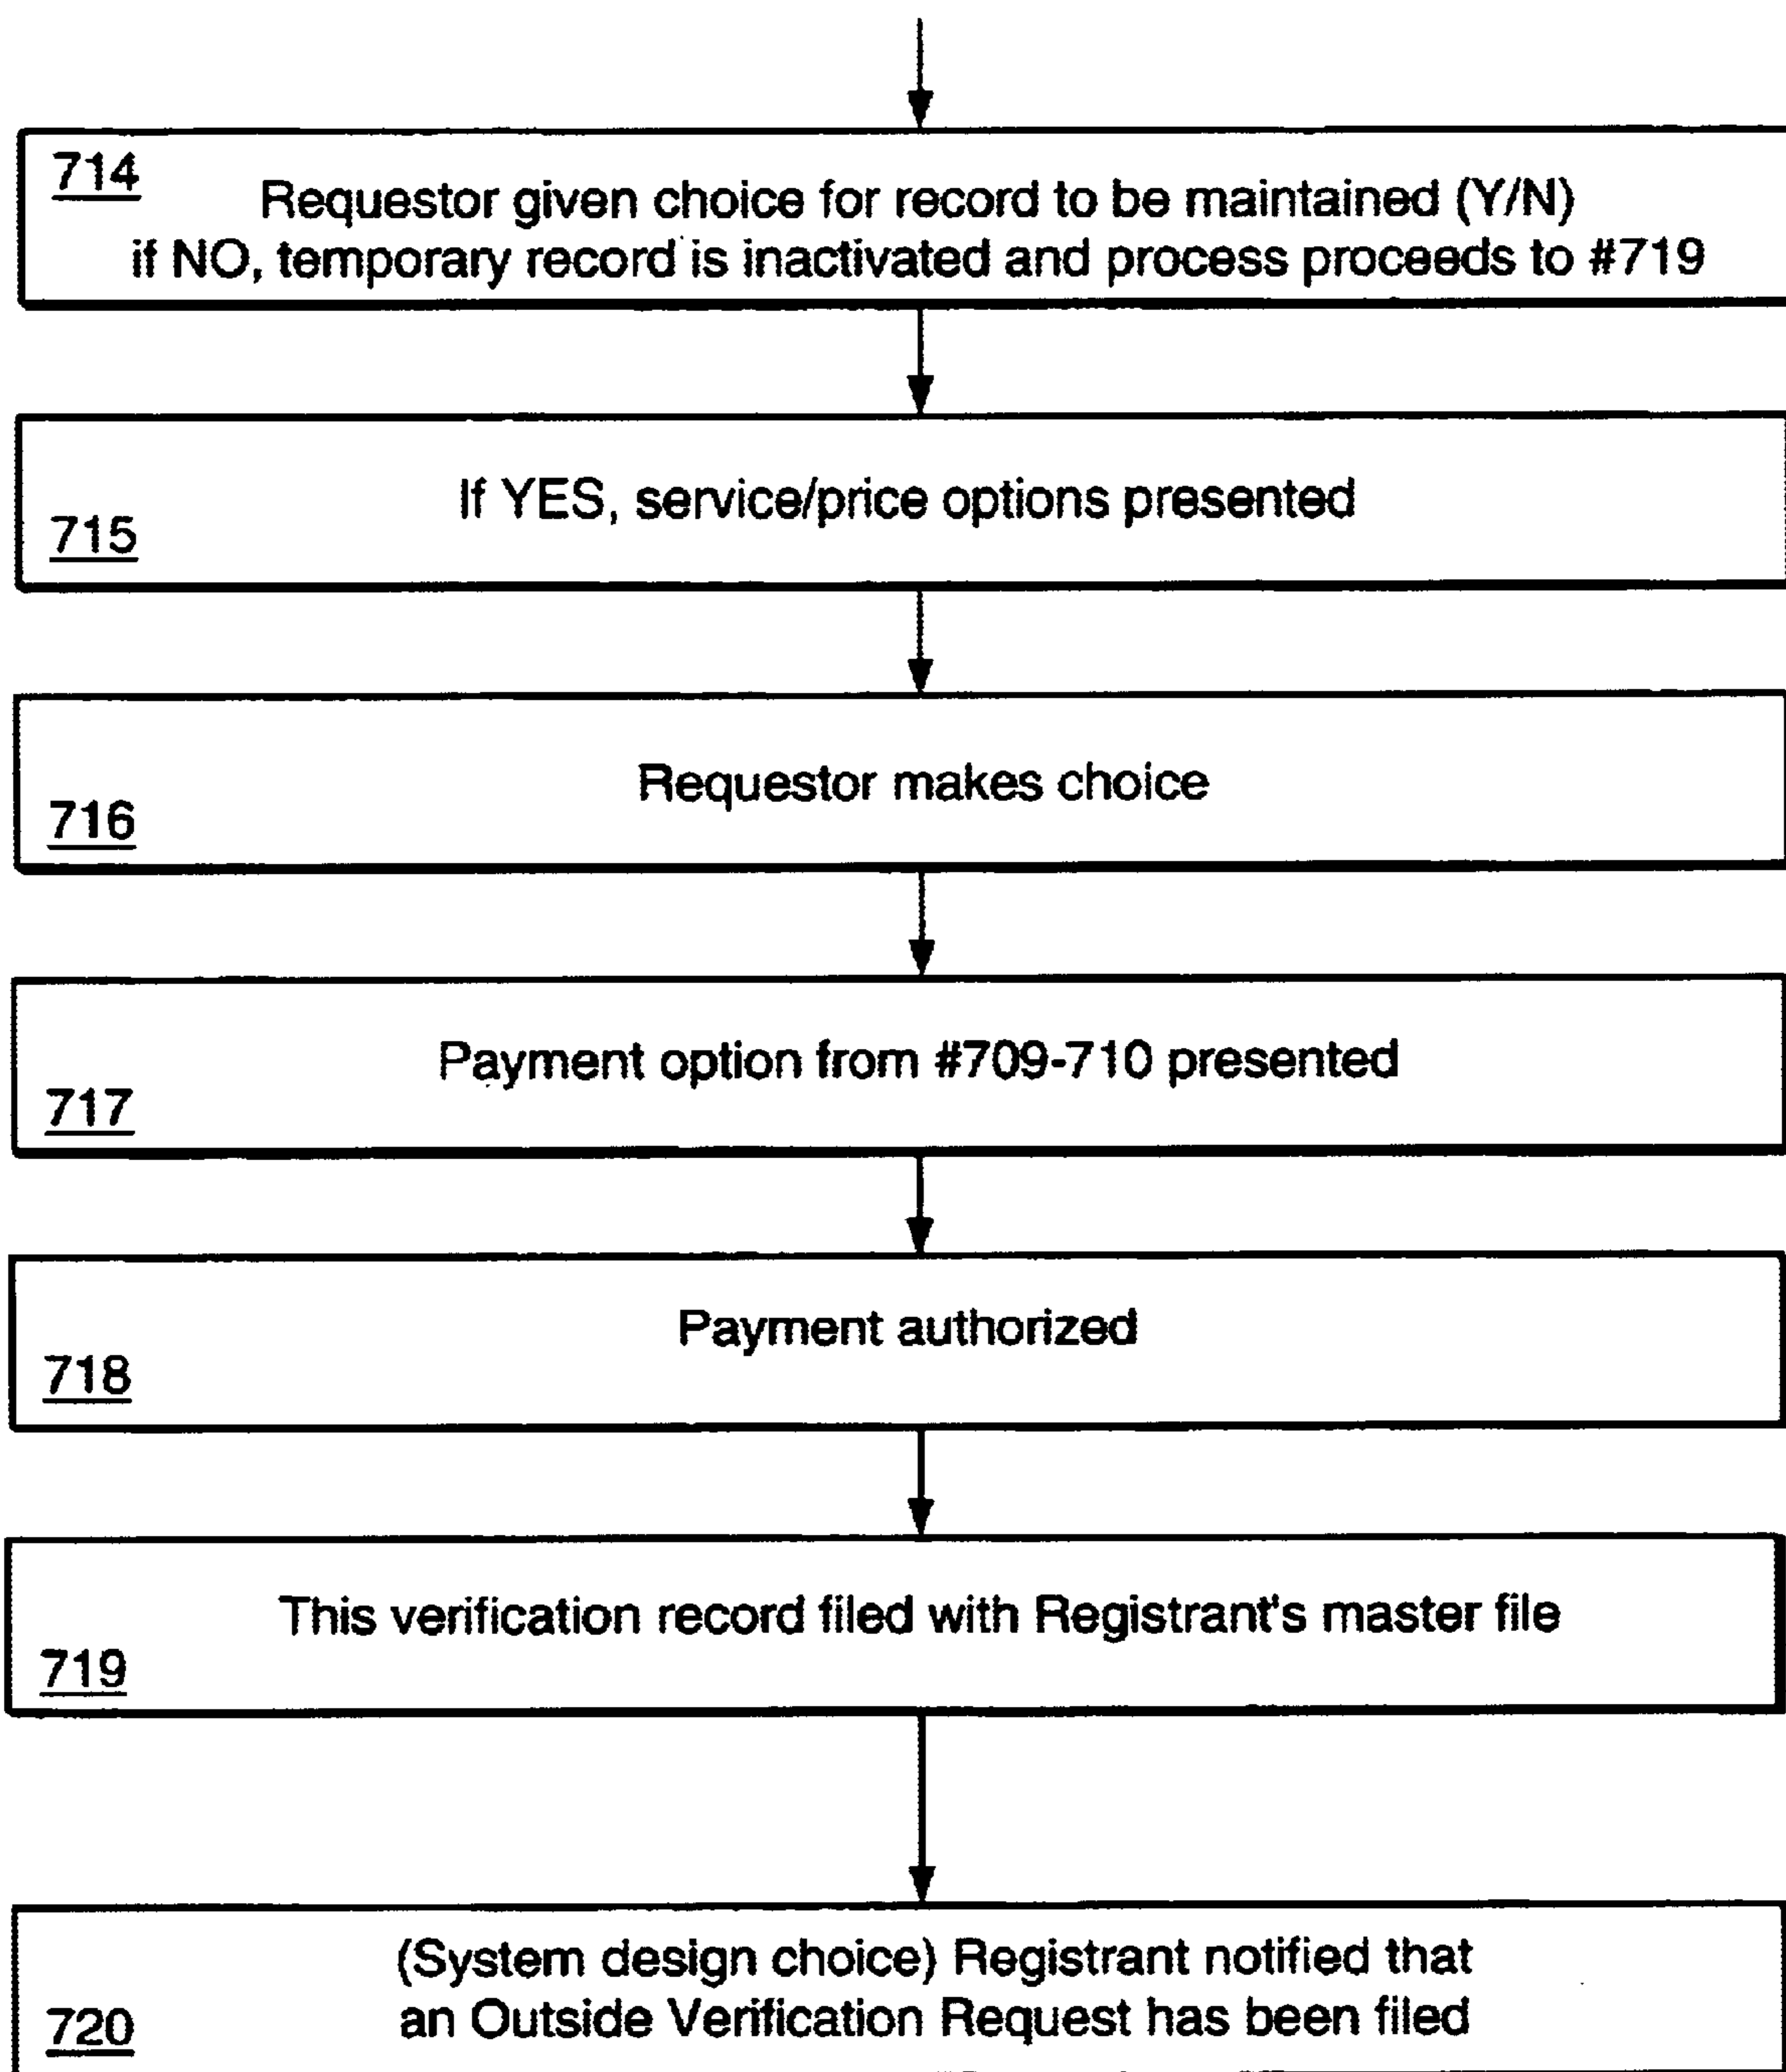 714
Requestor given choice for record to be maintained (Y/N)
if NO, temporary record is inactivated and process proceeds to #719
If YES, service/price options presented
715
Requestor makes choice
716
Payment option from #709-710 presented
717
Payment authorized
718
This verification record filed with Registrant's master file
719
(System design choice) Registrant notified that
an Outside Verification Request has been filed
720